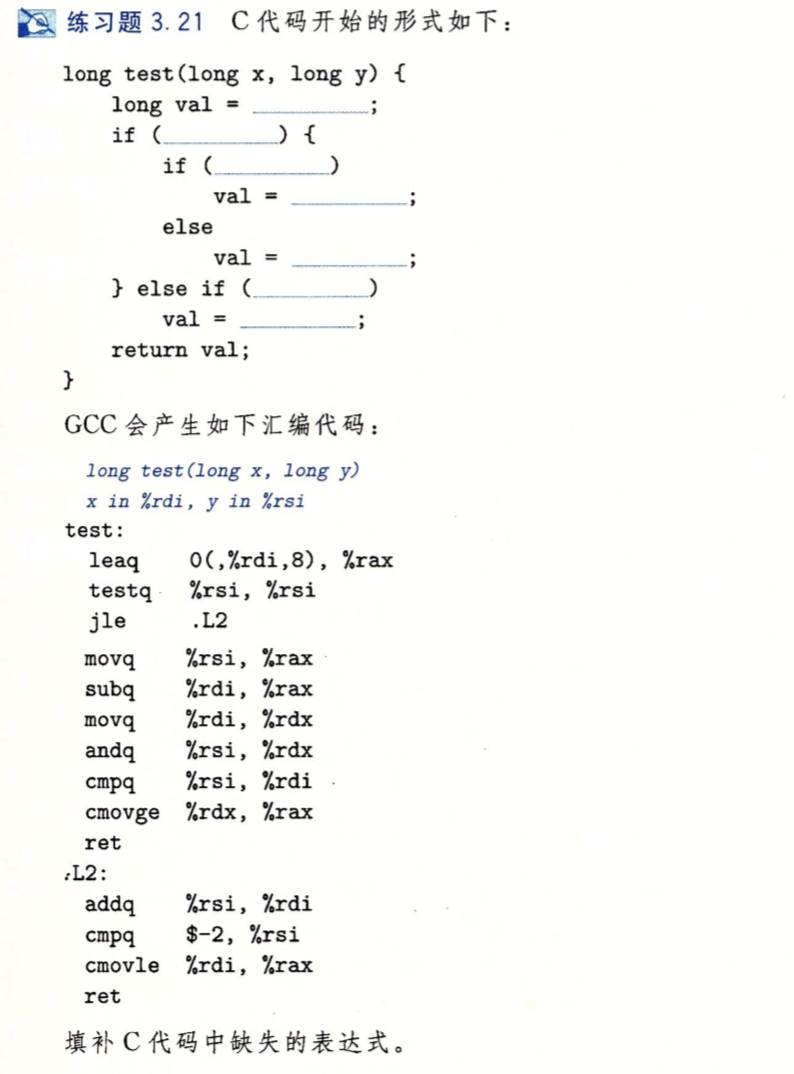 练习题 3.21 C 代码开始的形式如下：
long test(long x, long y) {
long val = __________;
if (__________) {
if (__________)
val = __________;
else
val = __________;
} else if (__________)
val = __________;
return val;
}
GCC 会产生如下汇编代码：
long test(long x, long y)
x in %rdi, y in %rsi
test:
leaq 0(,%rdi,8), %rax
testq %rsi, %rsi
jle .L2
movq %rsi, %rax
subq %rdi, %rax
movq %rdi, %rdx
andq %rsi, %rdx
cmpq %rsi, %rdi
cmovge %rdx, %rax
ret
.L2:
addq %rsi, %rdi
cmpq $-2, %rsi
cmovle %rdi, %rax
ret
填补 C 代码中缺失的表达式。